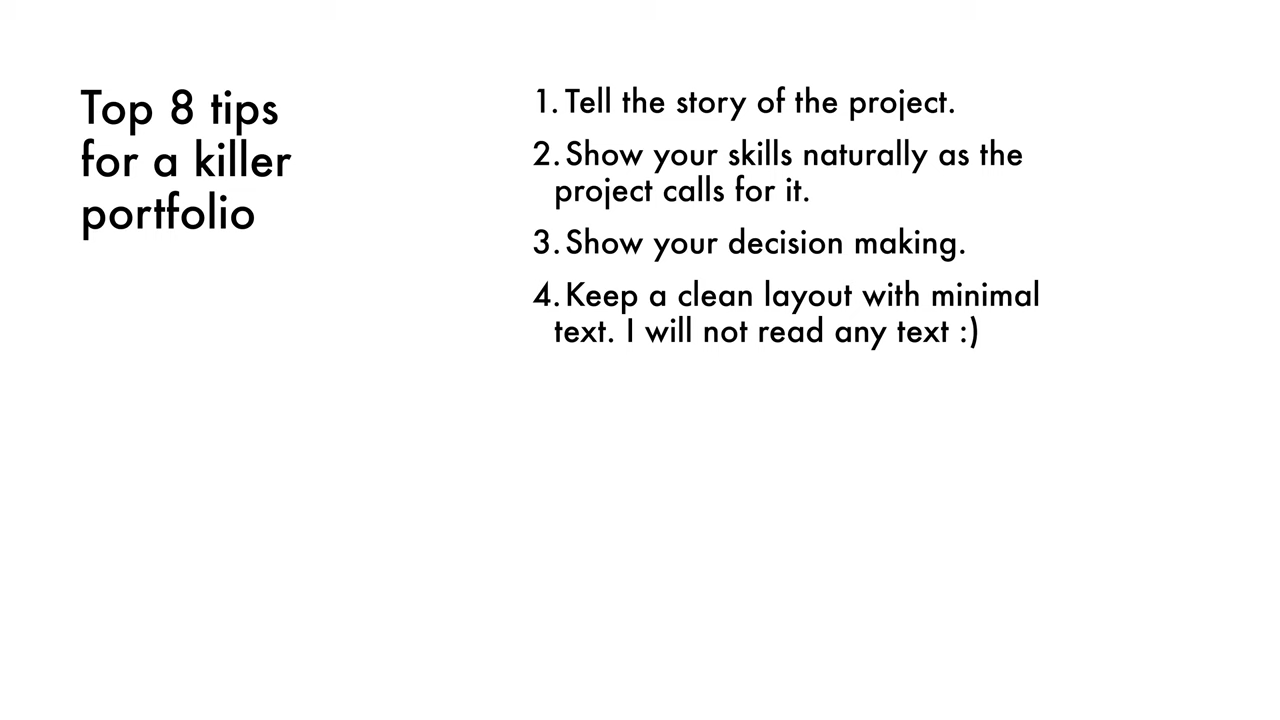 Top 8 tips
for a killer
portfolio
1. Tell the story of the project.
2. Show your skills naturally as the
project calls for it.
3. Show your decision making.
4. Keep a clean layout with minimal
text. I will not read any text :)